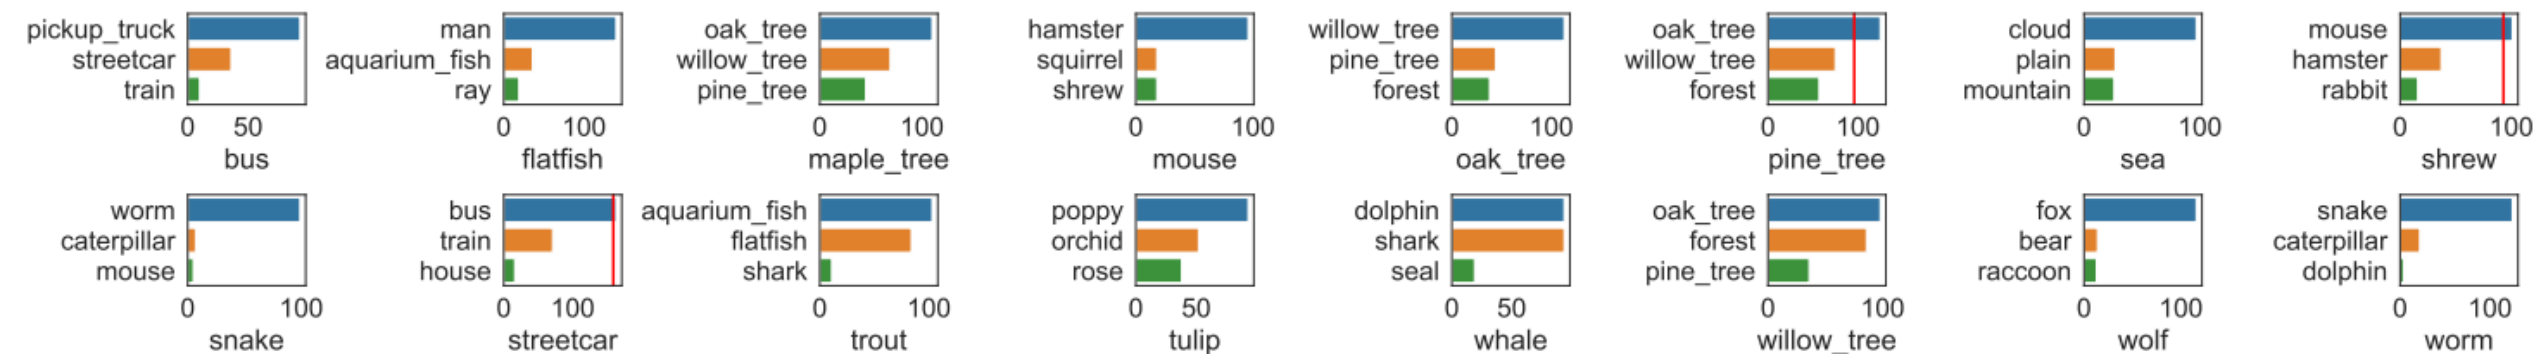 pickup_truck
streetcar
train
0 50
bus
man
aquarium_fish
ray
0 100
flatfish
oak_tree
willow_tree
pine_tree
0 100
maple_tree
hamster
squirrel
shrew
0 100
mouse
willow_tree
pine_tree
forest
0 100
oak_tree
oak_tree
willow_tree
forest
0 100
pine_tree
cloud
plain
mountain
0 100
sea
mouse
hamster
rabbit
0 100
shrew
worm
caterpillar
mouse
0 100
snake
bus
train
house
0 100
streetcar
aquarium_fish
flatfish
shark
0 100
trout
poppy
orchid
rose
0 50
tulip
dolphin
shark
seal
0 50
whale
oak_tree
forest
pine_tree
0 100
willow_tree
fox
bear
raccoon
0 100
wolf
snake
caterpillar
dolphin
0 100
worm